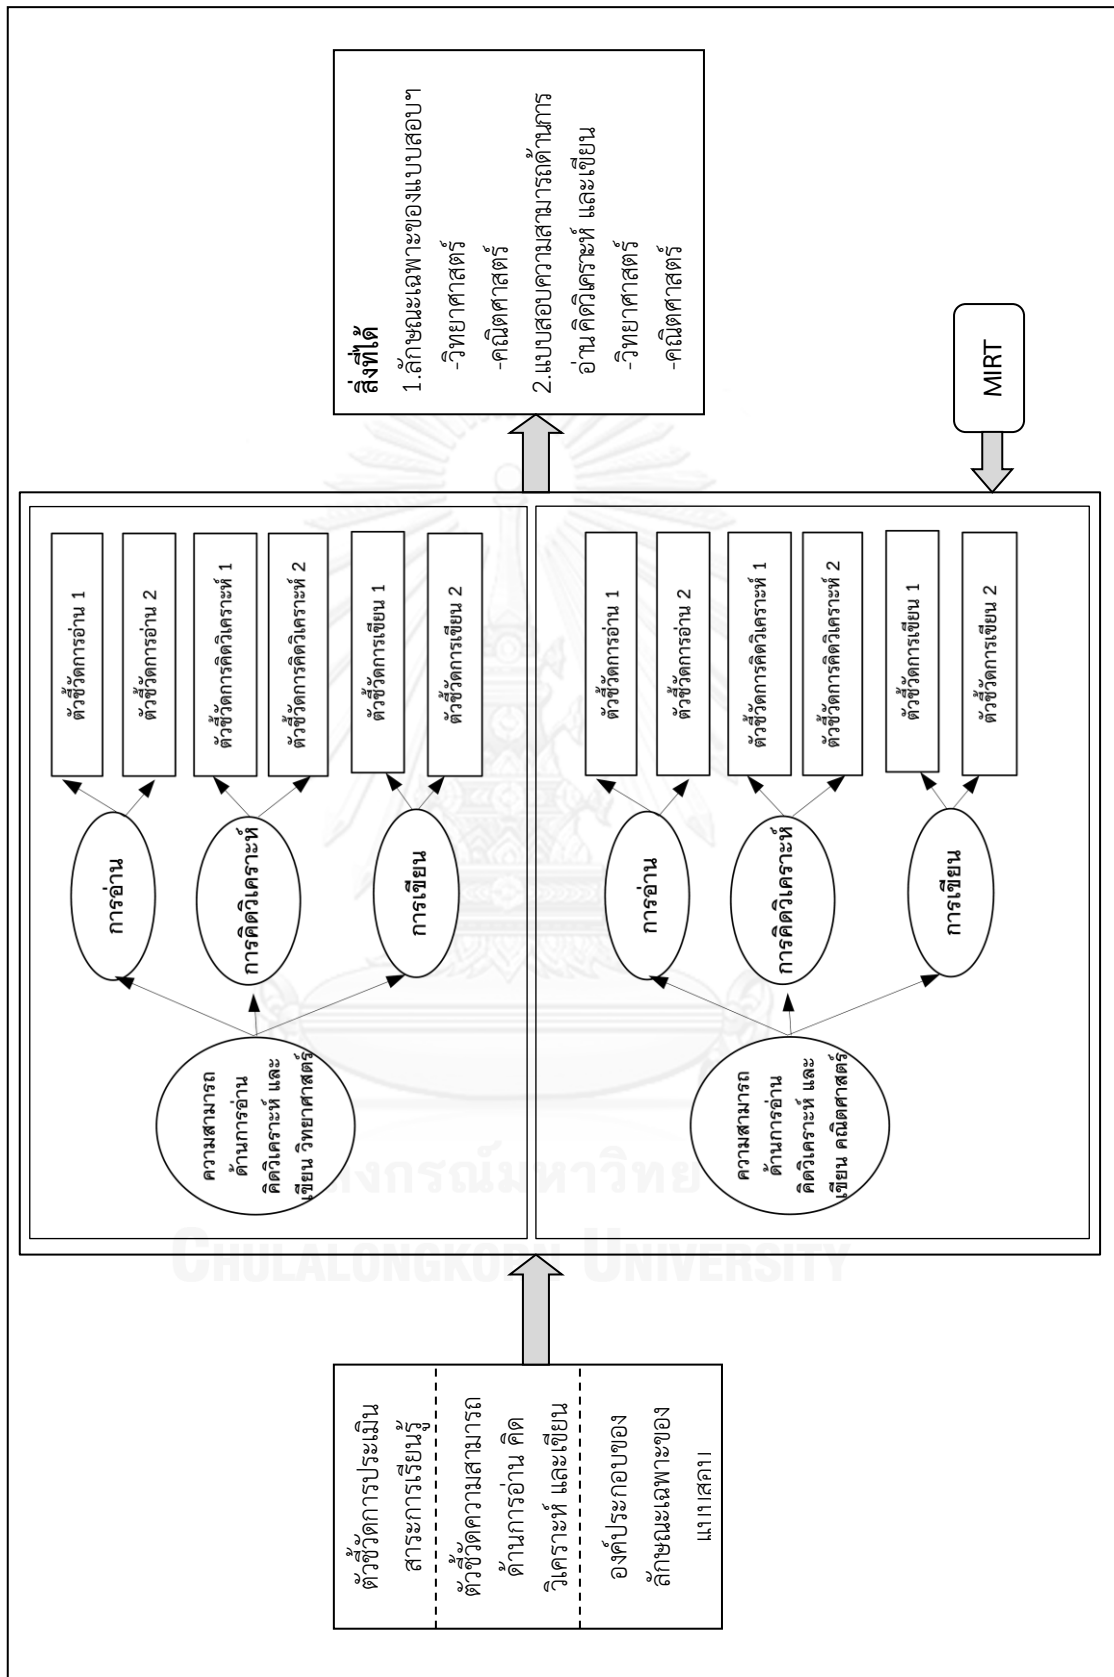 ตัวชี้วัดการประเมิน
สาระการเรียนรู้
ตัวชี้วัดความสามารถ
ด้านการอ่าน คิด
วิเคราะห์ และเขียน
องค์ประกอบของ
ลักษณะเฉพาะของ
แบบสอบ
ความสามารถ
ด้านการอ่าน
คิดวิเคราะห์ และ
เขียน วิทยาศาสตร์
การอ่าน
การคิดวิเคราะห์
การเขียน
ตัวชี้วัดการอ่าน 1
ตัวชี้วัดการอ่าน 2
ตัวชี้วัดการคิดวิเคราะห์ 1
ตัวชี้วัดการคิดวิเคราะห์ 2
ตัวชี้วัดการเขียน 1
ตัวชี้วัดการเขียน 2
ความสามารถ
ด้านการอ่าน
คิดวิเคราะห์ และ
เขียน คณิตศาสตร์
การอ่าน
การคิดวิเคราะห์
การเขียน
ตัวชี้วัดการอ่าน 1
ตัวชี้วัดการอ่าน 2
ตัวชี้วัดการคิดวิเคราะห์ 1
ตัวชี้วัดการคิดวิเคราะห์ 2
ตัวชี้วัดการเขียน 1
ตัวชี้วัดการเขียน 2
สิ่งที่ได้
1.ลักษณะเฉพาะของแบบสอบฯ
-วิทยาศาสตร์
-คณิตศาสตร์
2.แบบสอบความสามารถด้านการ
อ่าน คิดวิเคราะห์ และเขียน
-วิทยาศาสตร์
-คณิตศาสตร์
MIRT
CHULALONGKORN UNIVERSITY